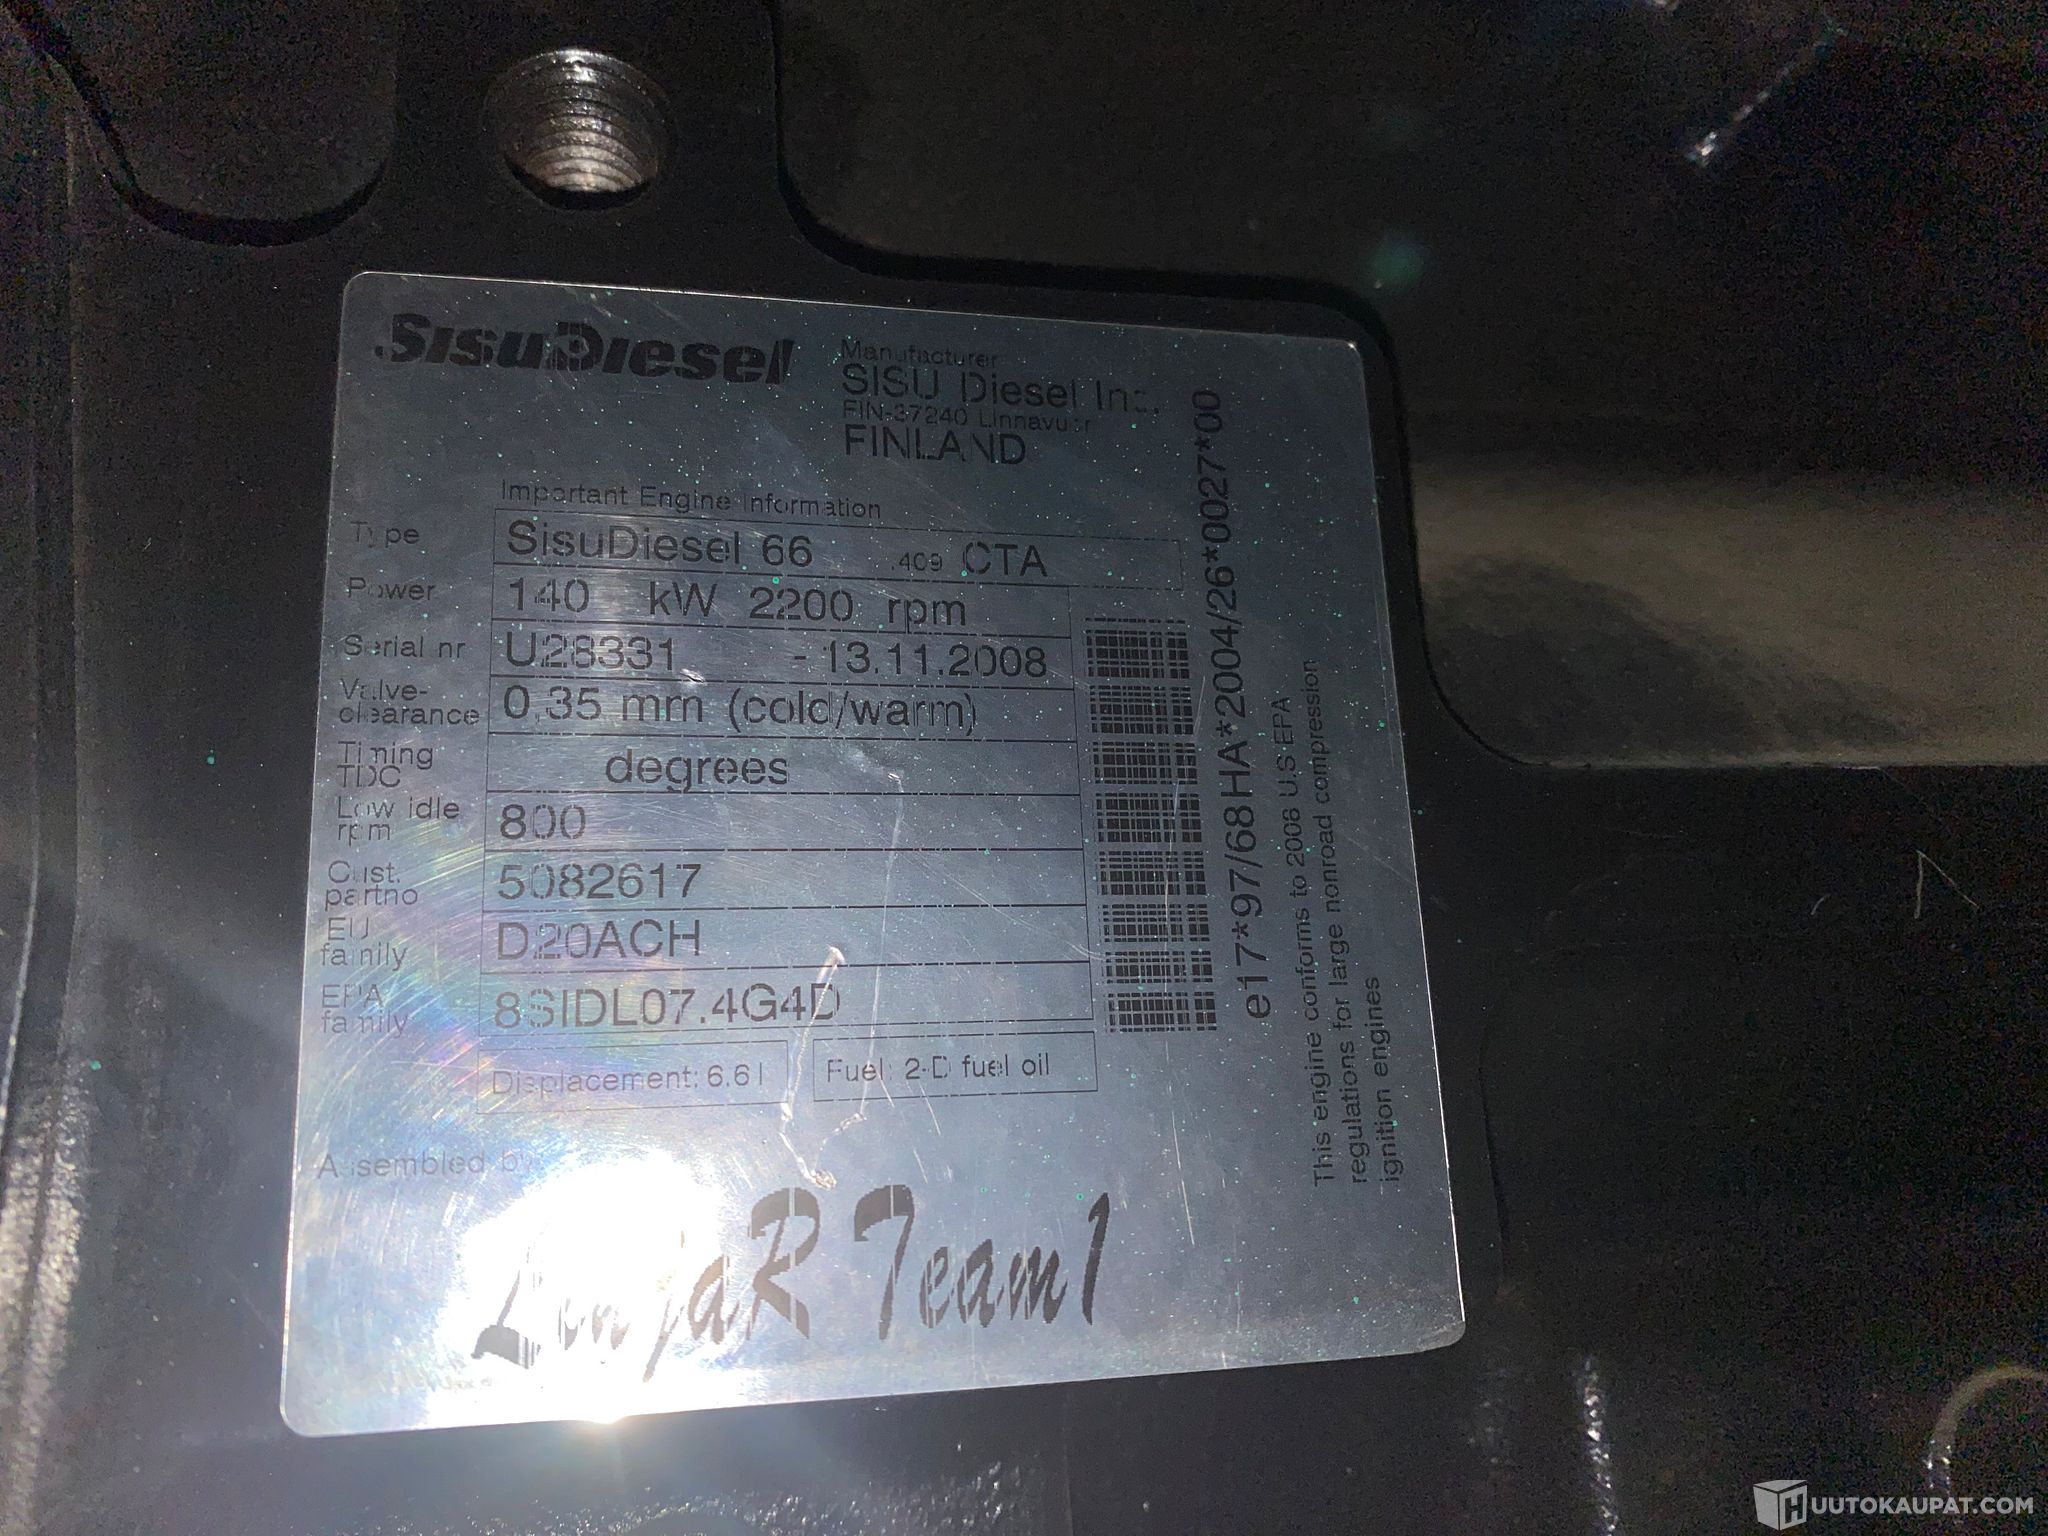 SisuDiesel
Manufacturer
SISU Diesel Inc.
FIN-37240 Linnavuori
FINLAND
Important Engine Information
Type SisuDiesel 66 .409 CTA
Power 140 kW 2200 rpm
Serial nr U28331 - 13.11.2008
Valve-
clearance 0,35 mm (cold/warm)
Timing
TDC degrees
Low idle
rpm 800
Cust.
partno 5082617
EU
family D20ACH
EPA
family 8SIDL07.4G4D
Displacement: 6.6 l
Fuel: 2-D fuel oil
Assembled by:
LinjaR Team1
e17*97/68HA*2004/26*0027*00
This engine conforms to 2008 U.S EPA
regulations for large nonroad compression
ignition engines
HUUTOKAUPAT.COM